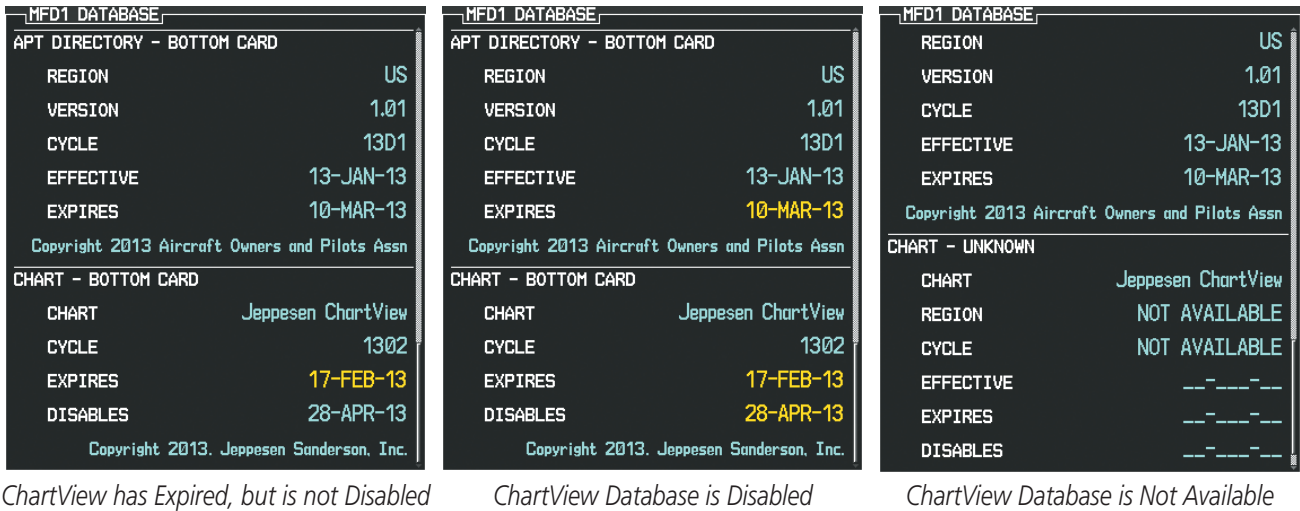 MFD1 DATABASE
APT DIRECTORY – BOTTOM CARD
REGION US
VERSION 1.01
CYCLE 13D1
EFFECTIVE 13–JAN–13
EXPIRES 10–MAR–13
Copyright 2013 Aircraft Owners and Pilots Assn
CHART – BOTTOM CARD
CHART Jeppesen ChartView
CYCLE 1302
EXPIRES 17–FEB–13
DISABLES 28–APR–13
Copyright 2013. Jeppesen Sanderson, Inc.
ChartView has Expired, but is not Disabled
MFD1 DATABASE
APT DIRECTORY – BOTTOM CARD
REGION US
VERSION 1.01
CYCLE 13D1
EFFECTIVE 13–JAN–13
EXPIRES 10–MAR–13
Copyright 2013 Aircraft Owners and Pilots Assn
CHART – BOTTOM CARD
CHART Jeppesen ChartView
CYCLE 1302
EXPIRES 17–FEB–13
DISABLES 28–APR–13
Copyright 2013. Jeppesen Sanderson, Inc.
ChartView Database is Disabled
MFD1 DATABASE
REGION US
VERSION 1.01
CYCLE 13D1
EFFECTIVE 13–JAN–13
EXPIRES 10–MAR–13
Copyright 2013 Aircraft Owners and Pilots Assn
CHART – UNKNOWN
CHART Jeppesen ChartView
REGION NOT AVAILABLE
CYCLE NOT AVAILABLE
EFFECTIVE __–___–__
EXPIRES __–___–__
DISABLES __–___–__
ChartView Database is Not Available